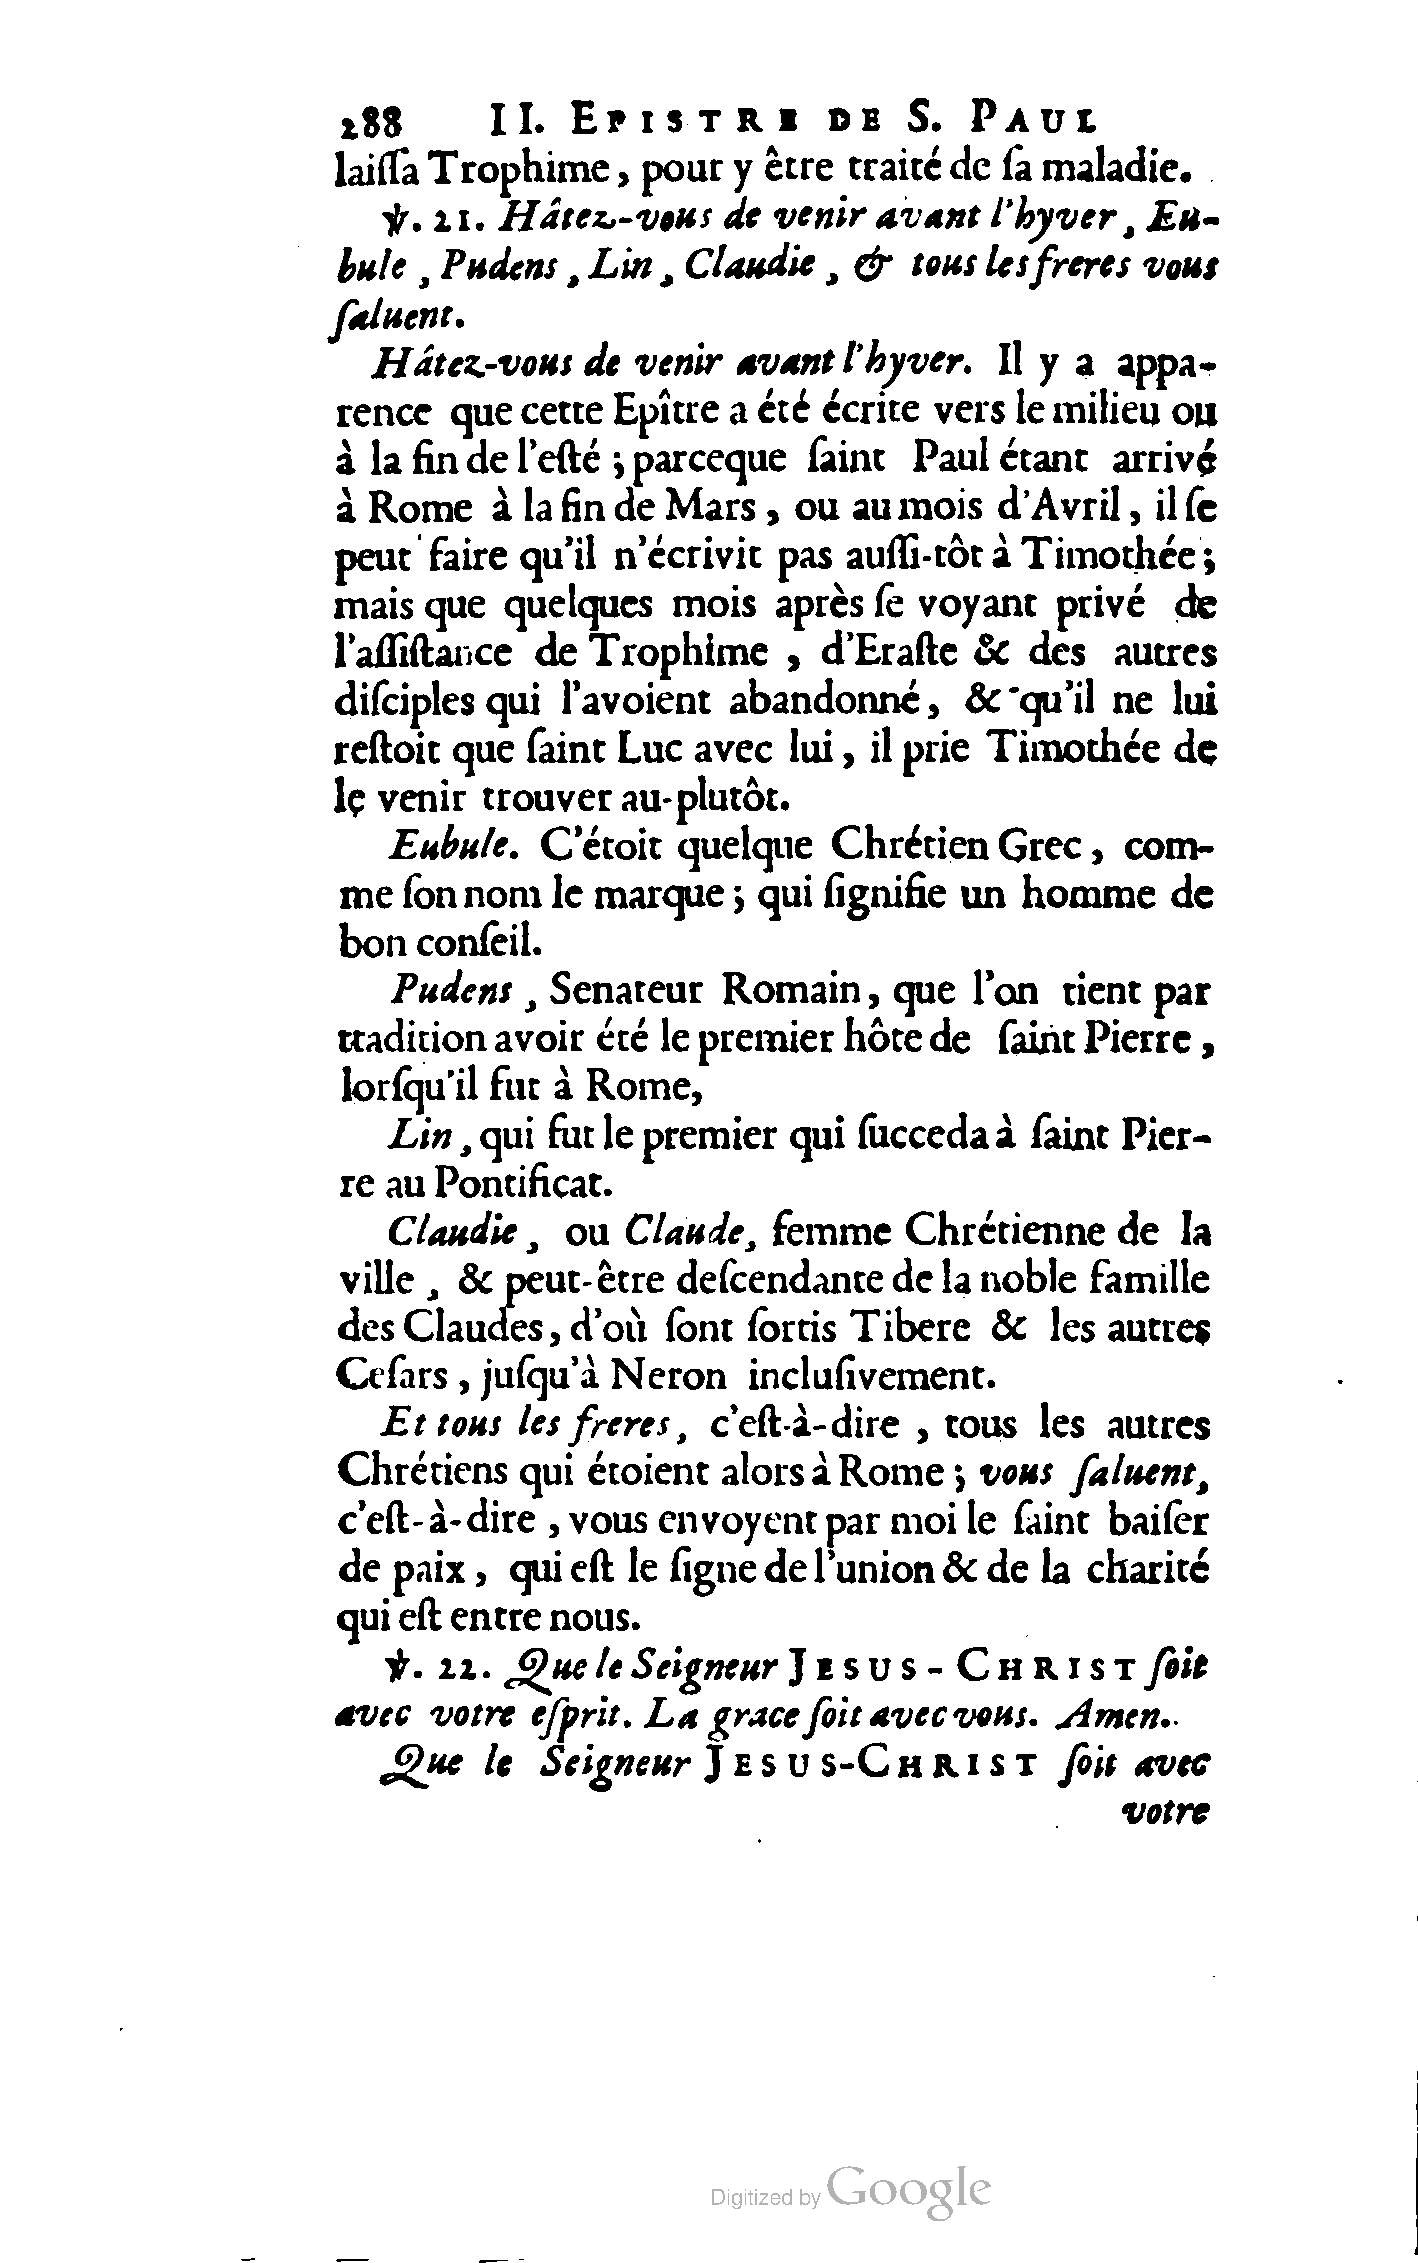 288 II. EPISTRE DE S. PAUL
laiſſa Trophime, pour y être traité de ſa maladie.
℣. 21. Hâtez-vous de venir avant l'hyver, Eu-
bule, Pudens, Lin, Claudie, & tous les freres vous
ſaluent.
Hâtez-vous de venir avant l'hyver. Il y a appa-
rence que cette Epître a été écrite vers le milieu ou
à la fin de l'eſté ; parceque ſaint Paul étant arrivé
à Rome à la fin de Mars, ou au mois d'Avril, il ſe
peut faire qu'il n'écrivit pas auſſi-tôt à Timothée ;
mais que quelques mois après ſe voyant privé de
l'aſſiſtance de Trophime, d'Eraſte & des autres
diſciples qui l'avoient abandonné, & qu'il ne lui
reſtoit que ſaint Luc avec lui, il prie Timothée de
le venir trouver au-plutôt.
Eubule. C'étoit quelque Chrétien Grec, com-
me ſon nom le marque ; qui ſignifie un homme de
bon conſeil.
Pudens, Senateur Romain, que l'on tient par
tradition avoir été le premier hôte de ſaint Pierre,
lorſqu'il fut à Rome,
Lin, qui fut le premier qui ſucceda à ſaint Pier-
re au Pontificat.
Claudie, ou Claude, femme Chrétienne de la
ville, & peut-être deſcendante de la noble famille
des Claudes, d'où ſont ſortis Tibere & les autres
Ceſars, juſqu'à Neron incluſivement.
Et tous les freres, c'eſt-à-dire, tous les autres
Chrétiens qui étoient alors à Rome ; vous ſaluent,
c'eſt-à-dire, vous envoyent par moi le ſaint baiſer
de paix, qui eſt le ſigne de l'union & de la charité
qui eſt entre nous.
℣. 22. Que le Seigneur JESUS-CHRIST ſoit
avec votre eſprit. La grace ſoit avec vous. Amen.
Que le Seigneur JESUS-CHRIST ſoit avec
votre
Digitized by Google